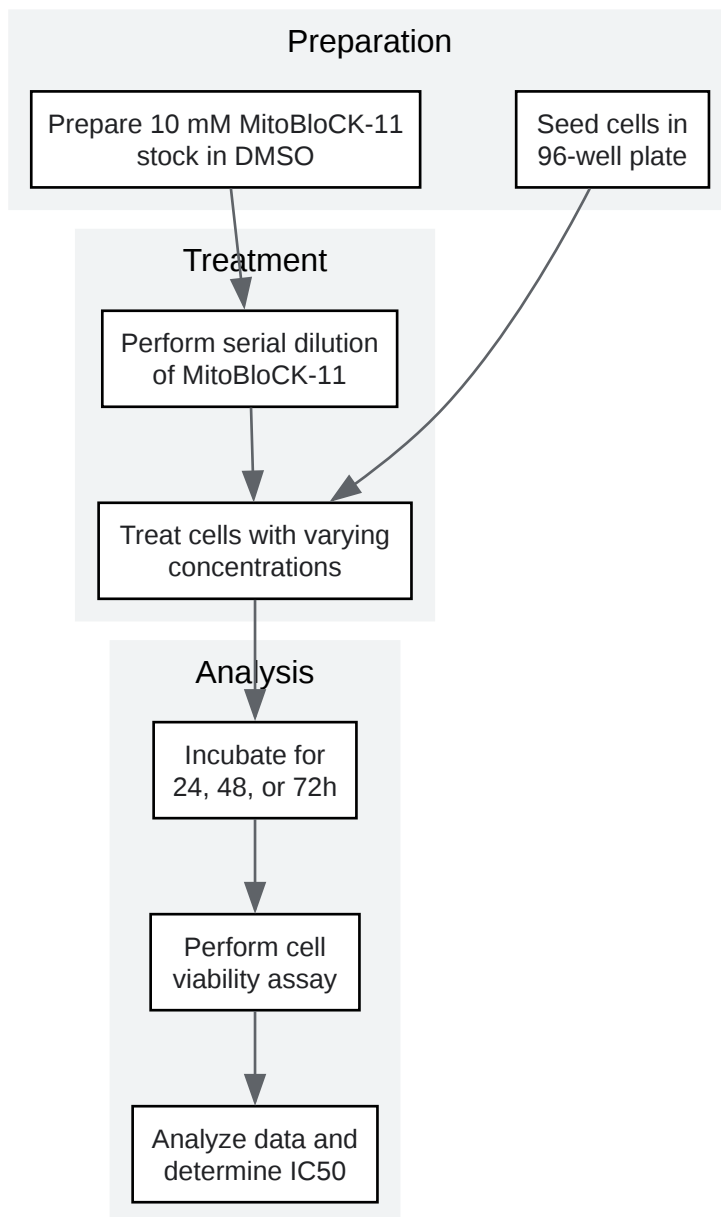 Preparation
Prepare 10 mM MitoBloCK-11
stock in DMSO
Seed cells in
96-well plate
Treatment
Perform serial dilution
of MitoBloCK-11
Treat cells with varying
concentrations
Analysis
Incubate for
24, 48, or 72h
Perform cell
viability assay
Analyze data and
determine IC50